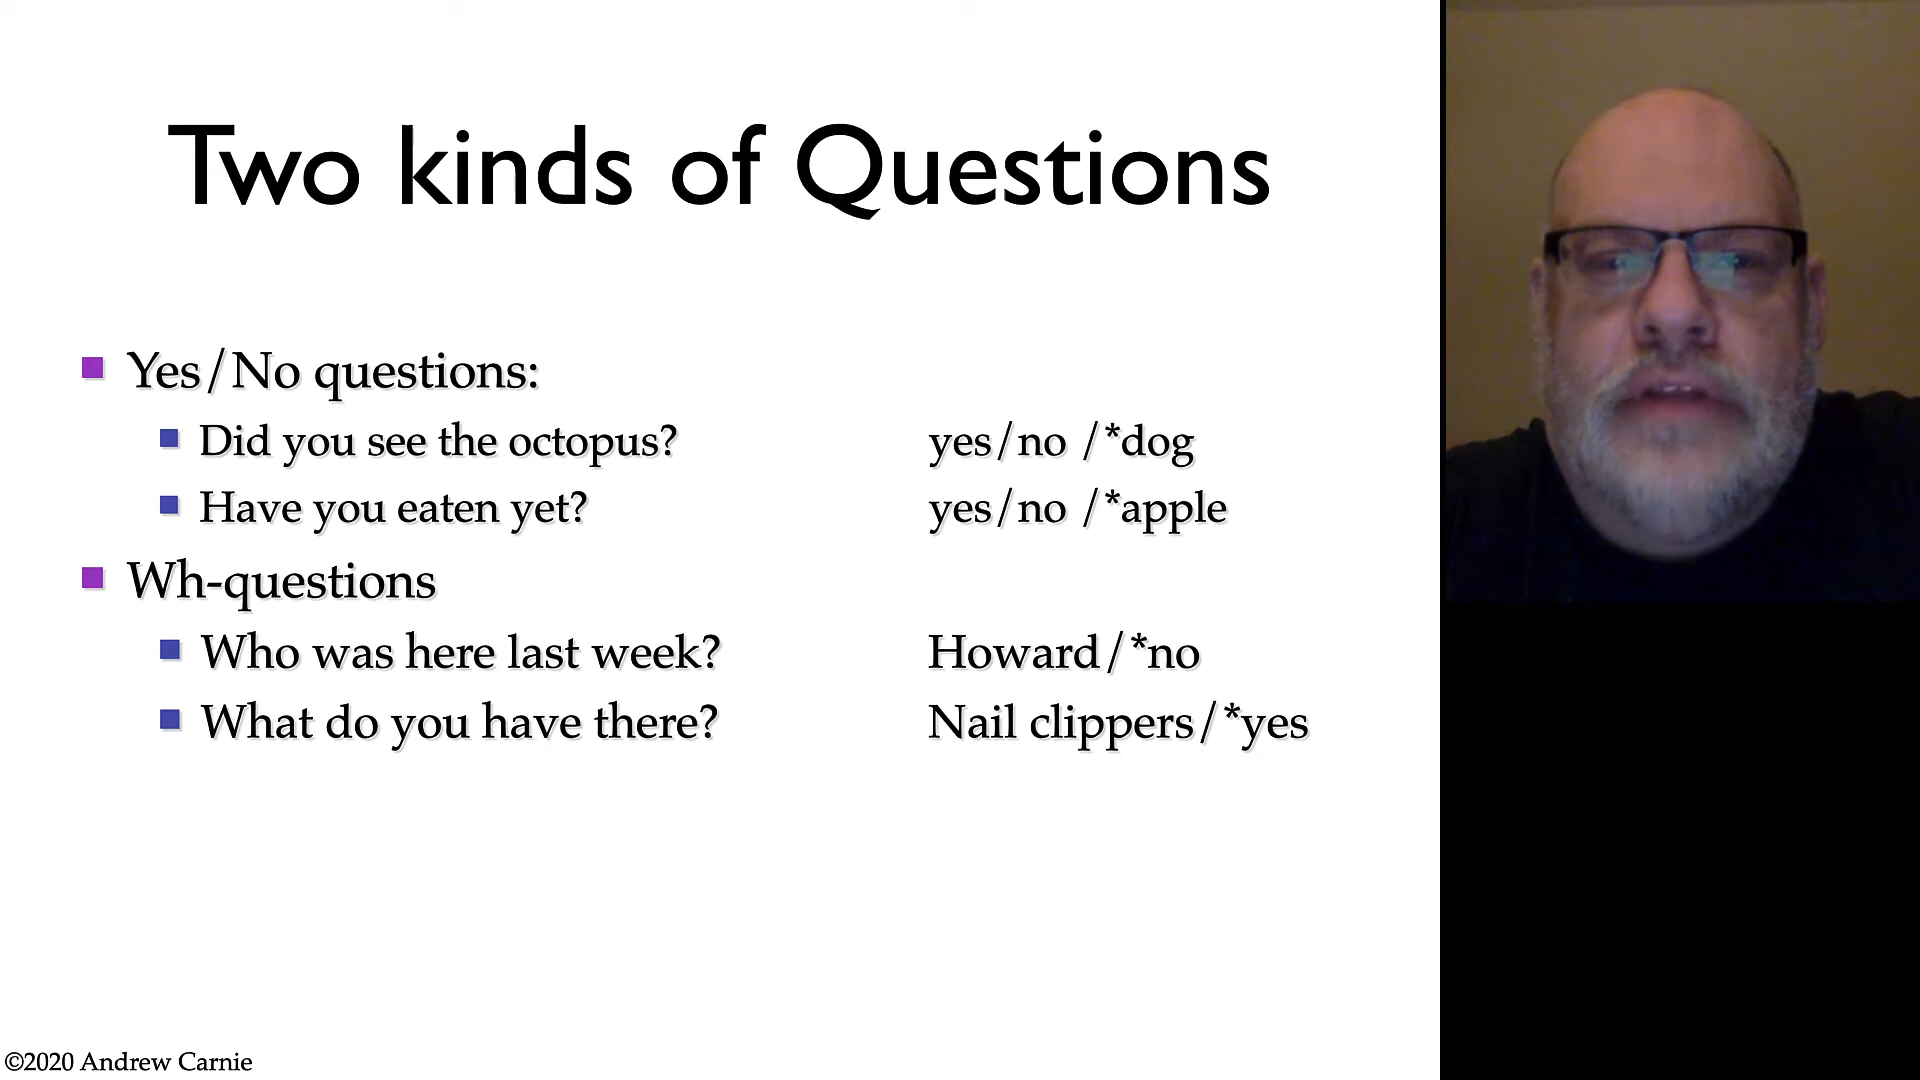 Two kinds of Questions
Yes/No questions:
Did you see the octopus? yes/no /*dog
Have you eaten yet? yes/no /*apple
Wh-questions
Who was here last week? Howard/*no
What do you have there? Nail clippers/*yes
©2020 Andrew Carnie